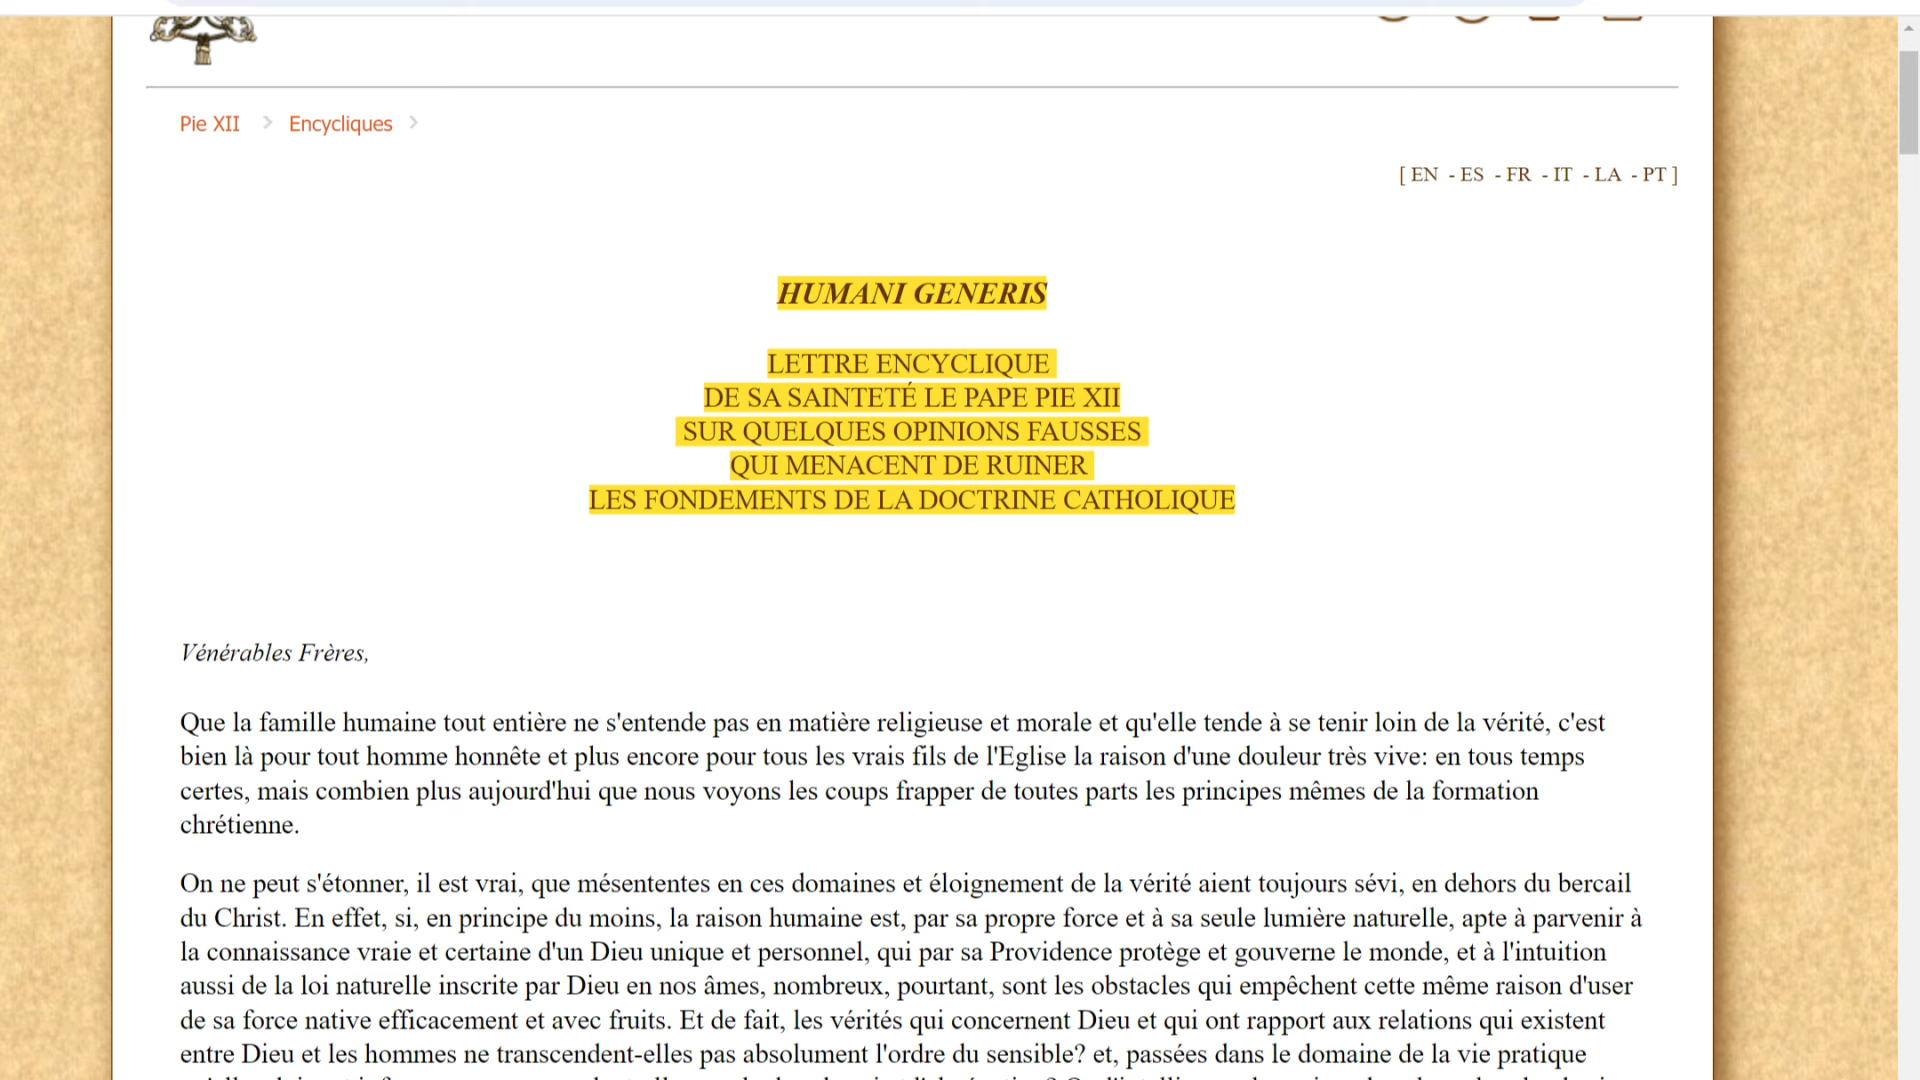 Pie XII > Encycliques >
[ EN - ES - FR - IT - LA - PT ]
HUMANI GENERIS
LETTRE ENCYCLIQUE
DE SA SAINTETÉ LE PAPE PIE XII
SUR QUELQUES OPINIONS FAUSSES
QUI MENACENT DE RUINER
LES FONDEMENTS DE LA DOCTRINE CATHOLIQUE
Vénérables Frères,
Que la famille humaine tout entière ne s'entende pas en matière religieuse et morale et qu'elle tende à se tenir loin de la vérité, c'est
bien là pour tout homme honnête et plus encore pour tous les vrais fils de l'Eglise la raison d'une douleur très vive: en tous temps
certes, mais combien plus aujourd'hui que nous voyons les coups frapper de toutes parts les principes mêmes de la formation
chrétienne.
On ne peut s'étonner, il est vrai, que mésententes en ces domaines et éloignement de la vérité aient toujours sévi, en dehors du bercail
du Christ. En effet, si, en principe du moins, la raison humaine est, par sa propre force et à sa seule lumière naturelle, apte à parvenir à
la connaissance vraie et certaine d'un Dieu unique et personnel, qui par sa Providence protège et gouverne le monde, et à l'intuition
aussi de la loi naturelle inscrite par Dieu en nos âmes, nombreux, pourtant, sont les obstacles qui empêchent cette même raison d'user
de sa force native efficacement et avec fruits. Et de fait, les vérités qui concernent Dieu et qui ont rapport aux relations qui existent
entre Dieu et les hommes ne transcendent-elles pas absolument l'ordre du sensible? et, passées dans le domaine de la vie pratique